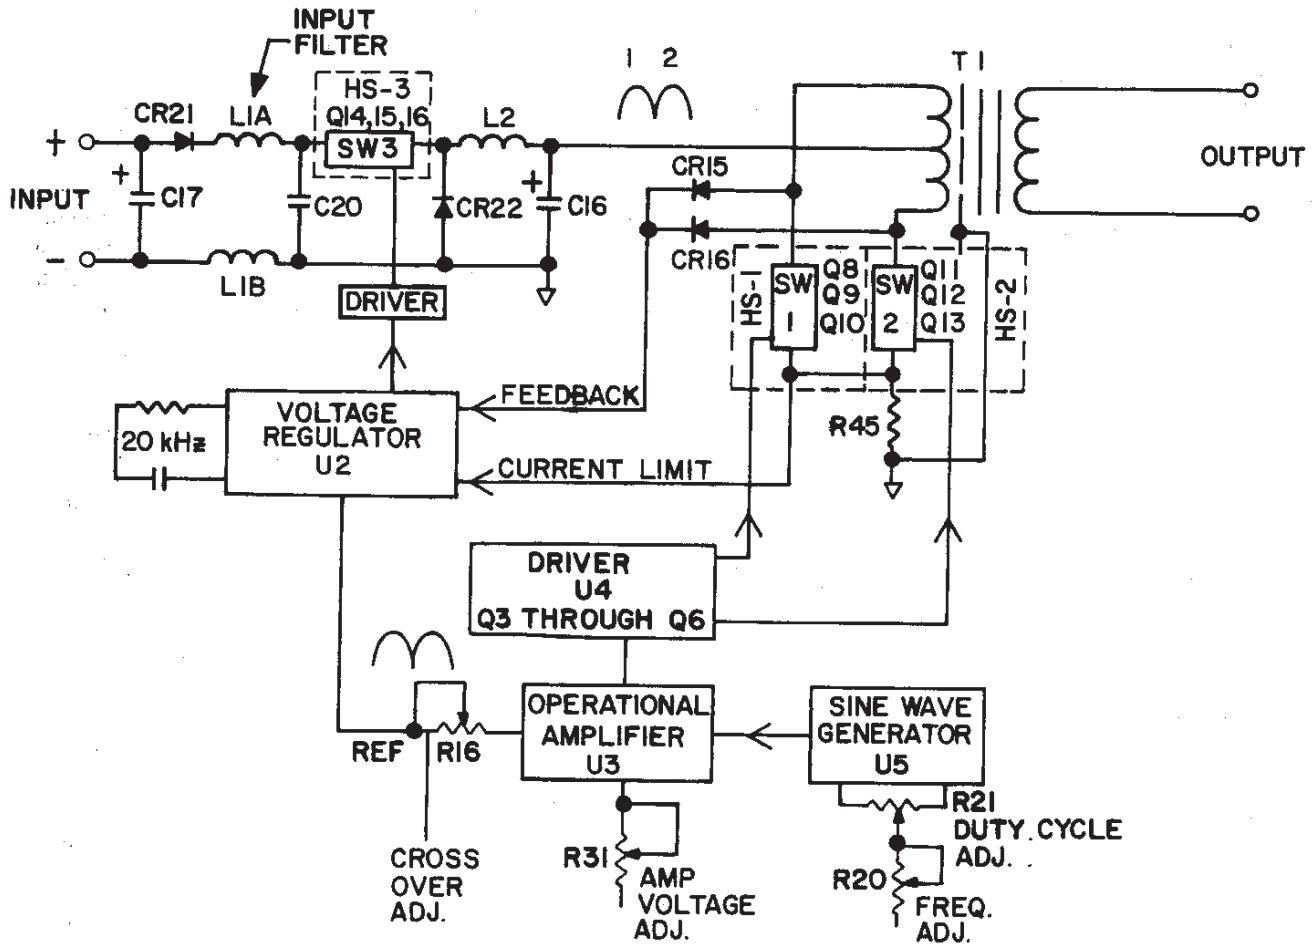 INPUT
FILTER
1 2
T1
HS-3
CR21
L1A
Q14,15,16
L2
+
SW3
OUTPUT
CR15
+
C17
+
INPUT
C20
CR22
C16
-
CR16
L1B
HS-1
SW
1
Q8
Q9
Q10
SW
2
Q11
Q12
Q13
HS-2
DRIVER
FEEDBACK
VOLTAGE
REGULATOR
U2
20 kHz
R45
CURRENT LIMIT
DRIVER
U4
Q3 THROUGH Q6
OPERATIONAL
AMPLIFIER
U3
SINE WAVE
GENERATOR
U5
REF
R16
R21
DUTY CYCLE
ADJ.
CROSS
OVER
ADJ.
R31
AMP
VOLTAGE
ADJ.
R20
FREQ.
ADJ.